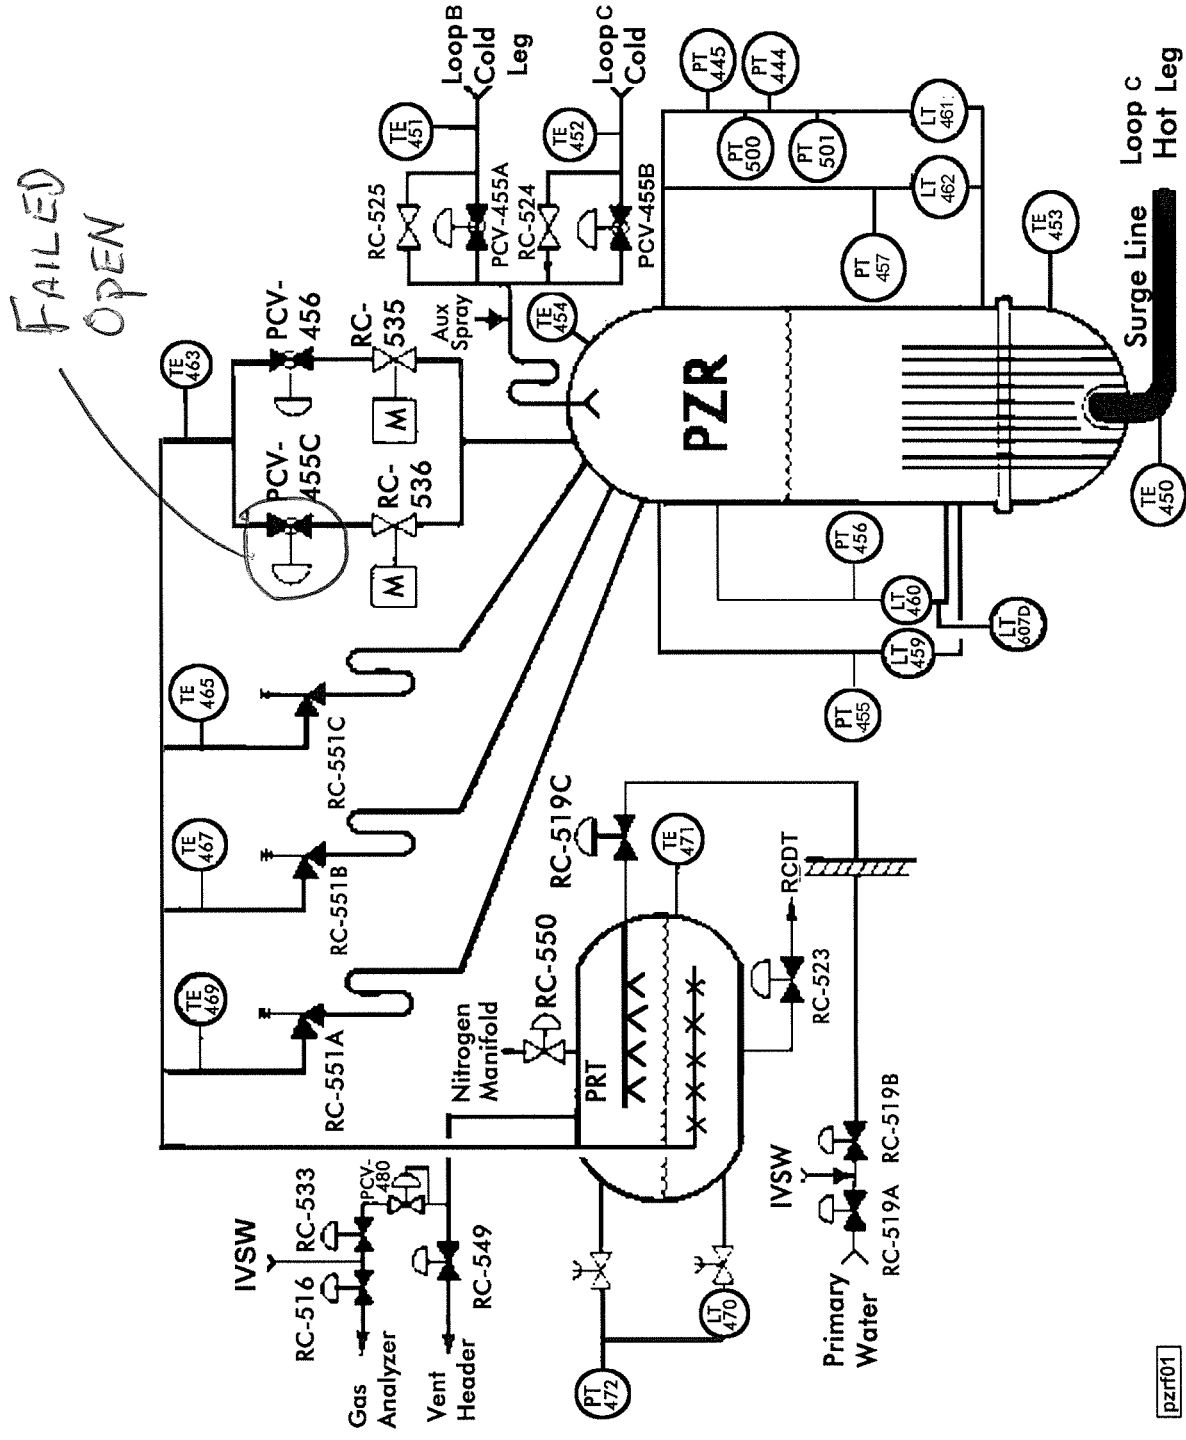 FAILED
OPEN
Loop B
Cold
Leg
Loop C
Cold
TE
451
TE
452
RC-525
PCV-455A
RC-524
PCV-455B
Aux
Spray
TE
454
TE
463
PCV-
456
RC-
535
PCV-
455C
RC-
536
M
M
PT
445
PT
444
PT
500
PT
501
LT
461
LT
462
PT
457
TE
453
PZR
Surge Line
Loop C
Hot Leg
TE
450
PT
456
LT
460
LT
459
LT
607D
PT
455
TE
465
RC-551C
TE
467
RC-551B
TE
469
RC-551A
RC-519C
TE
471
RCDT
RC-550
Nitrogen
Manifold
PRT
RC-523
IVSW
RC-533
PCV-
480
RC-516
RC-549
Gas
Analyzer
Vent
Header
PT
472
LT
470
IVSW
RC-519B
RC-519A
Primary
Water
pzrf01